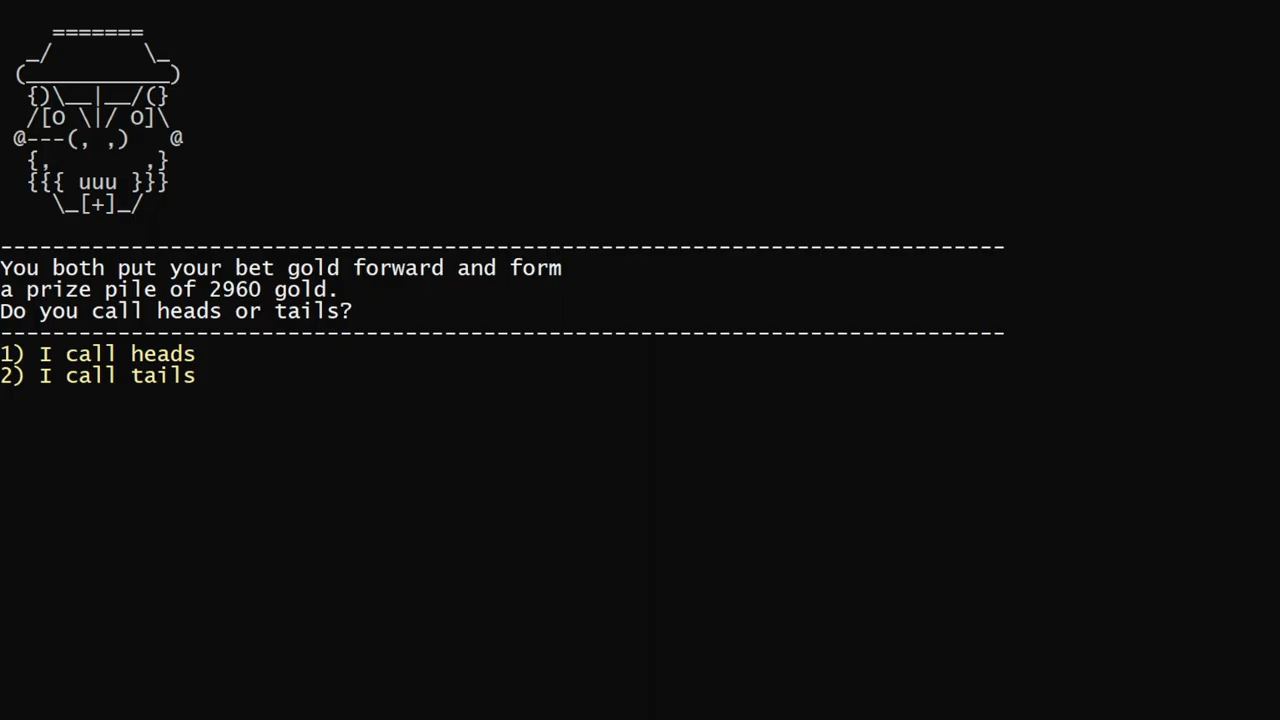 You both put your bet gold forward and form
a prize pile of 2960 gold.
Do you call heads or tails?
1) I call heads
2) I call tails